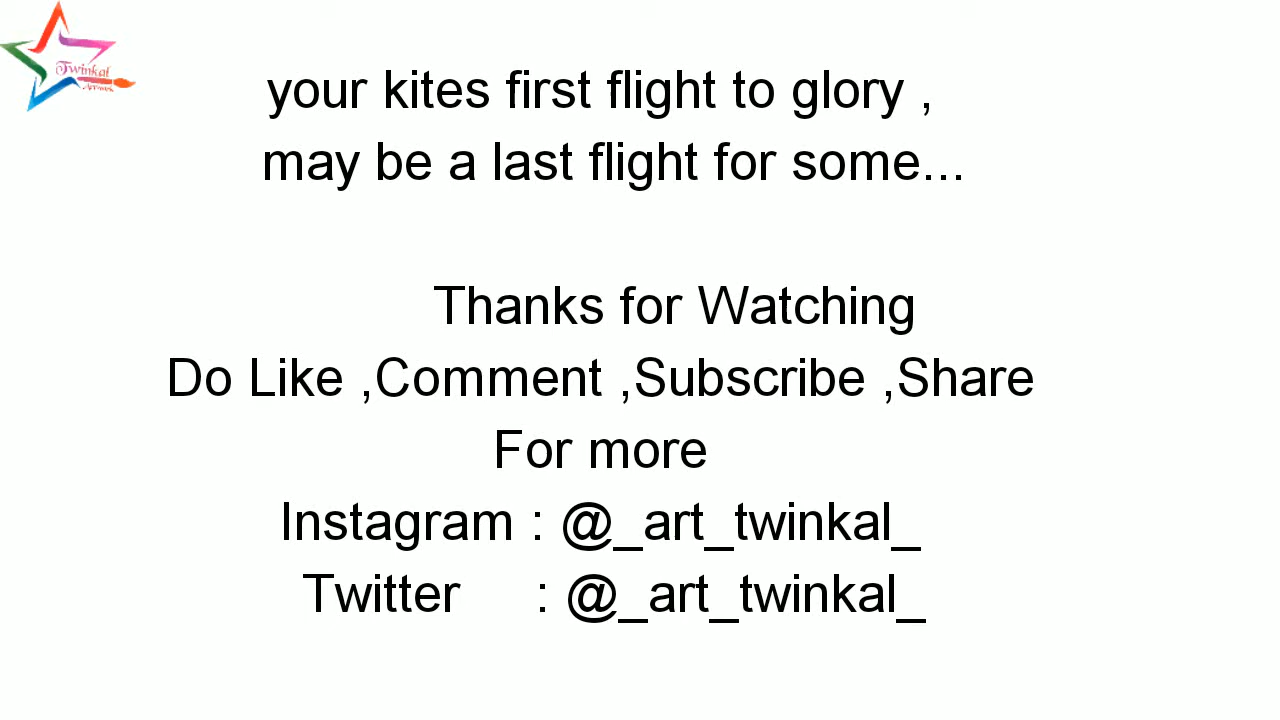 Twinkal
Artwork
your kites first flight to glory ,
may be a last flight for some...
Thanks for Watching
Do Like ,Comment ,Subscribe ,Share
For more
Instagram : @_art_twinkal_
Twitter : @_art_twinkal_